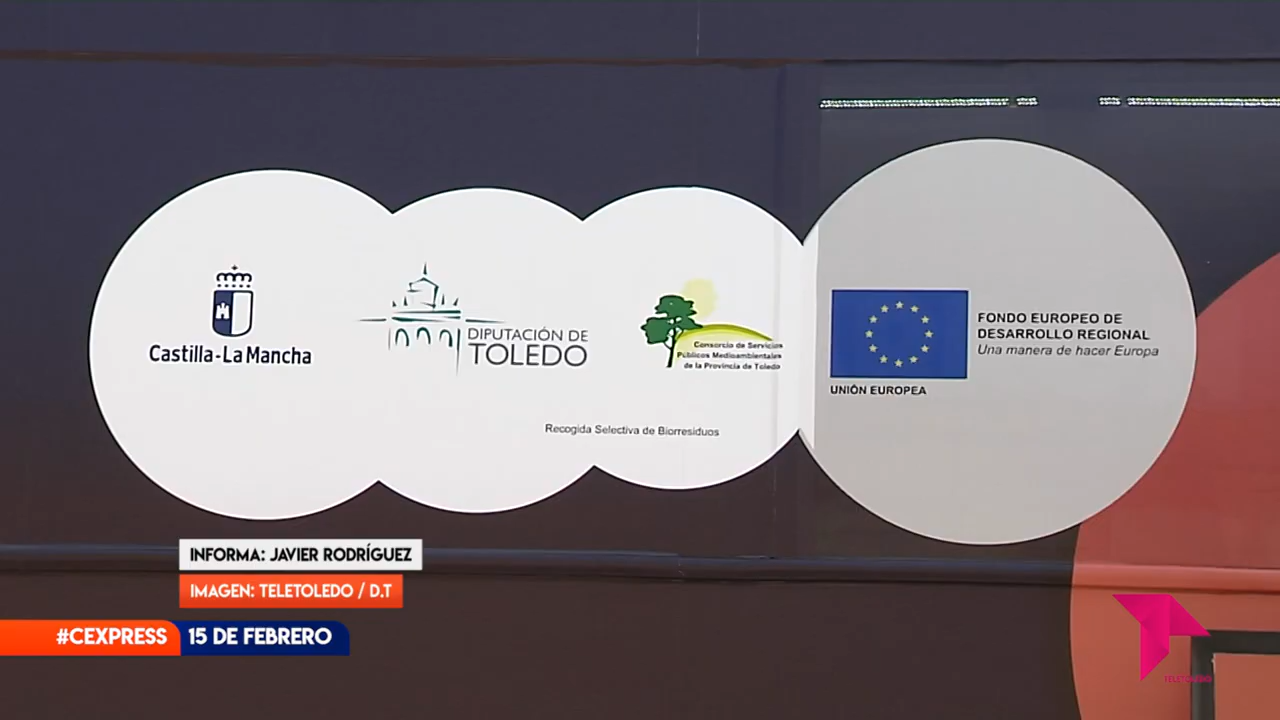 Castilla-La Mancha
DIPUTACIÓN DE
TOLEDO
Consorcio de Servicios
Públicos Medioambientales
de la Provincia de Toledo
Recogida Selectiva de Biorresiduos
FONDO EUROPEO DE
DESARROLLO REGIONAL
Una manera de hacer Europa
UNIÓN EUROPEA
INFORMA: JAVIER RODRÍGUEZ
IMAGEN: TELETOLEDO / D.T
#CEXPRESS
15 DE FEBRERO
TELETOLEDO